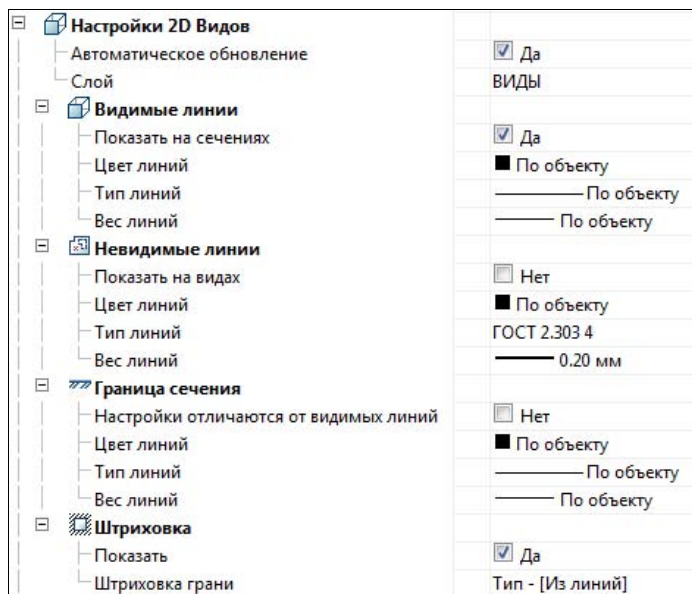 Настройки 2D Видов
Автоматическое обновление Да
Слой ВИДЫ
Видимые линии
Показать на сечениях Да
Цвет линий По объекту
Тип линий По объекту
Вес линий По объекту
Невидимые линии
Показать на видах Нет
Цвет линий По объекту
Тип линий ГОСТ 2.303 4
Вес линий 0.20 мм
Граница сечения
Настройки отличаются от видимых линий Нет
Цвет линий По объекту
Тип линий По объекту
Вес линий По объекту
Штриховка
Показать Да
Штриховка грани Тип - [Из линий]